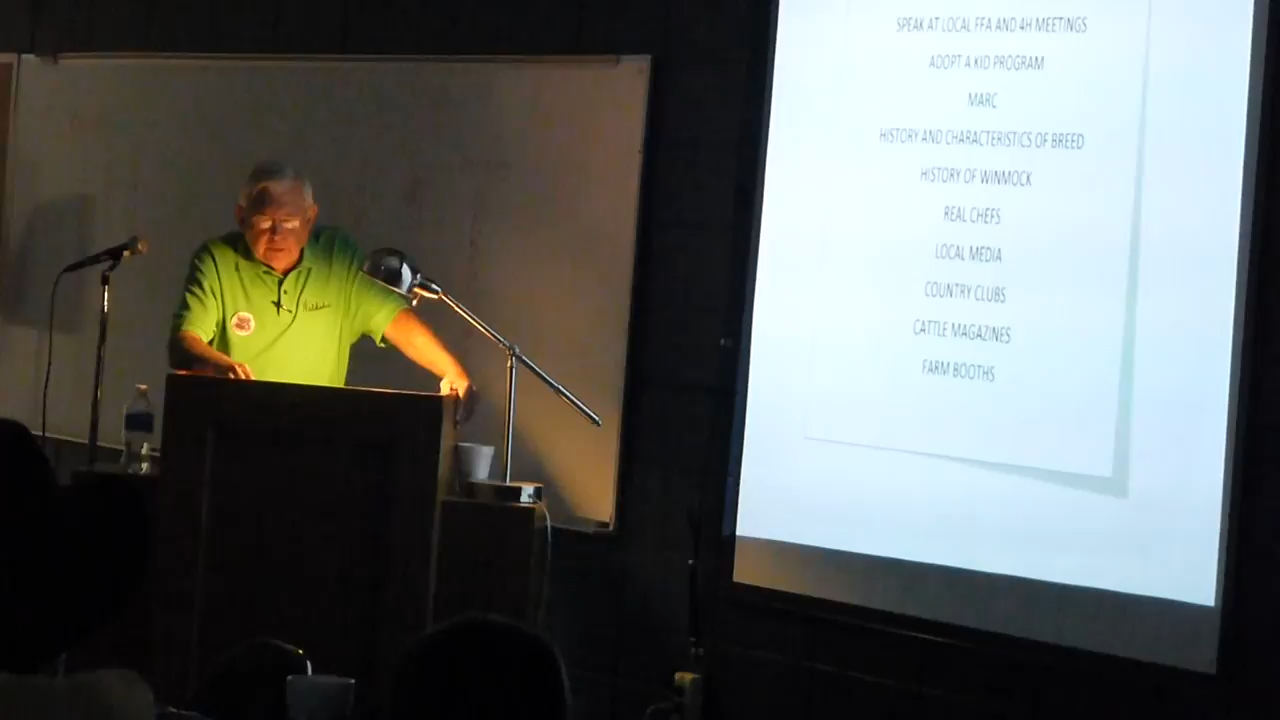 SPEAK AT LOCAL FFA AND 4H MEETINGS
ADOPT A KID PROGRAM
MARC
HISTORY AND CHARACTERISTICS OF BREED
HISTORY OF WINMOCK
REAL CHEFS
LOCAL MEDIA
COUNTRY CLUBS
CATTLE MAGAZINES
FARM BOOTHS